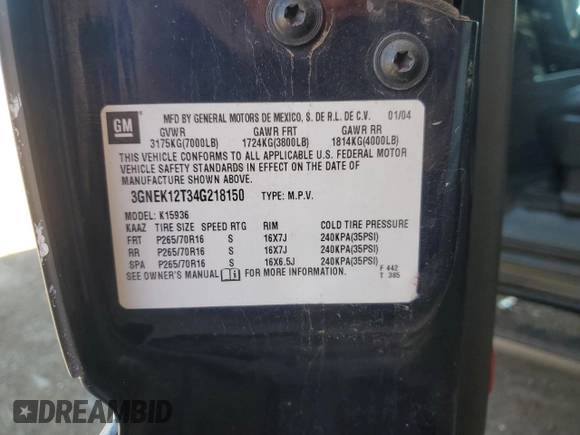 GM
MFD BY GENERAL MOTORS DE MEXICO, S. DE R.L. DE C.V. 01/04
GVWR GAWR FRT GAWR RR
3175KG(7000LB) 1724KG(3800LB) 1814KG(4000LB)
THIS VEHICLE CONFORMS TO ALL APPLICABLE U.S. FEDERAL MOTOR
VEHICLE SAFETY STANDARDS IN EFFECT ON THE DATE OF
MANUFACTURE SHOWN ABOVE.
3GNEK12T34G218150 TYPE: M.P.V.
MODEL: K15936
KAAZ TIRE SIZE SPEED RTG RIM COLD TIRE PRESSURE
FRT P265/70R16 S 16X7J 240KPA(35PSI)
RR P265/70R16 S 16X7J 240KPA(35PSI)
SPA P265/70R16 S 16X6.5J 240KPA(35PSI)
SEE OWNER'S MANUAL FOR MORE INFORMATION.
F 442
T 385
DREAMBID